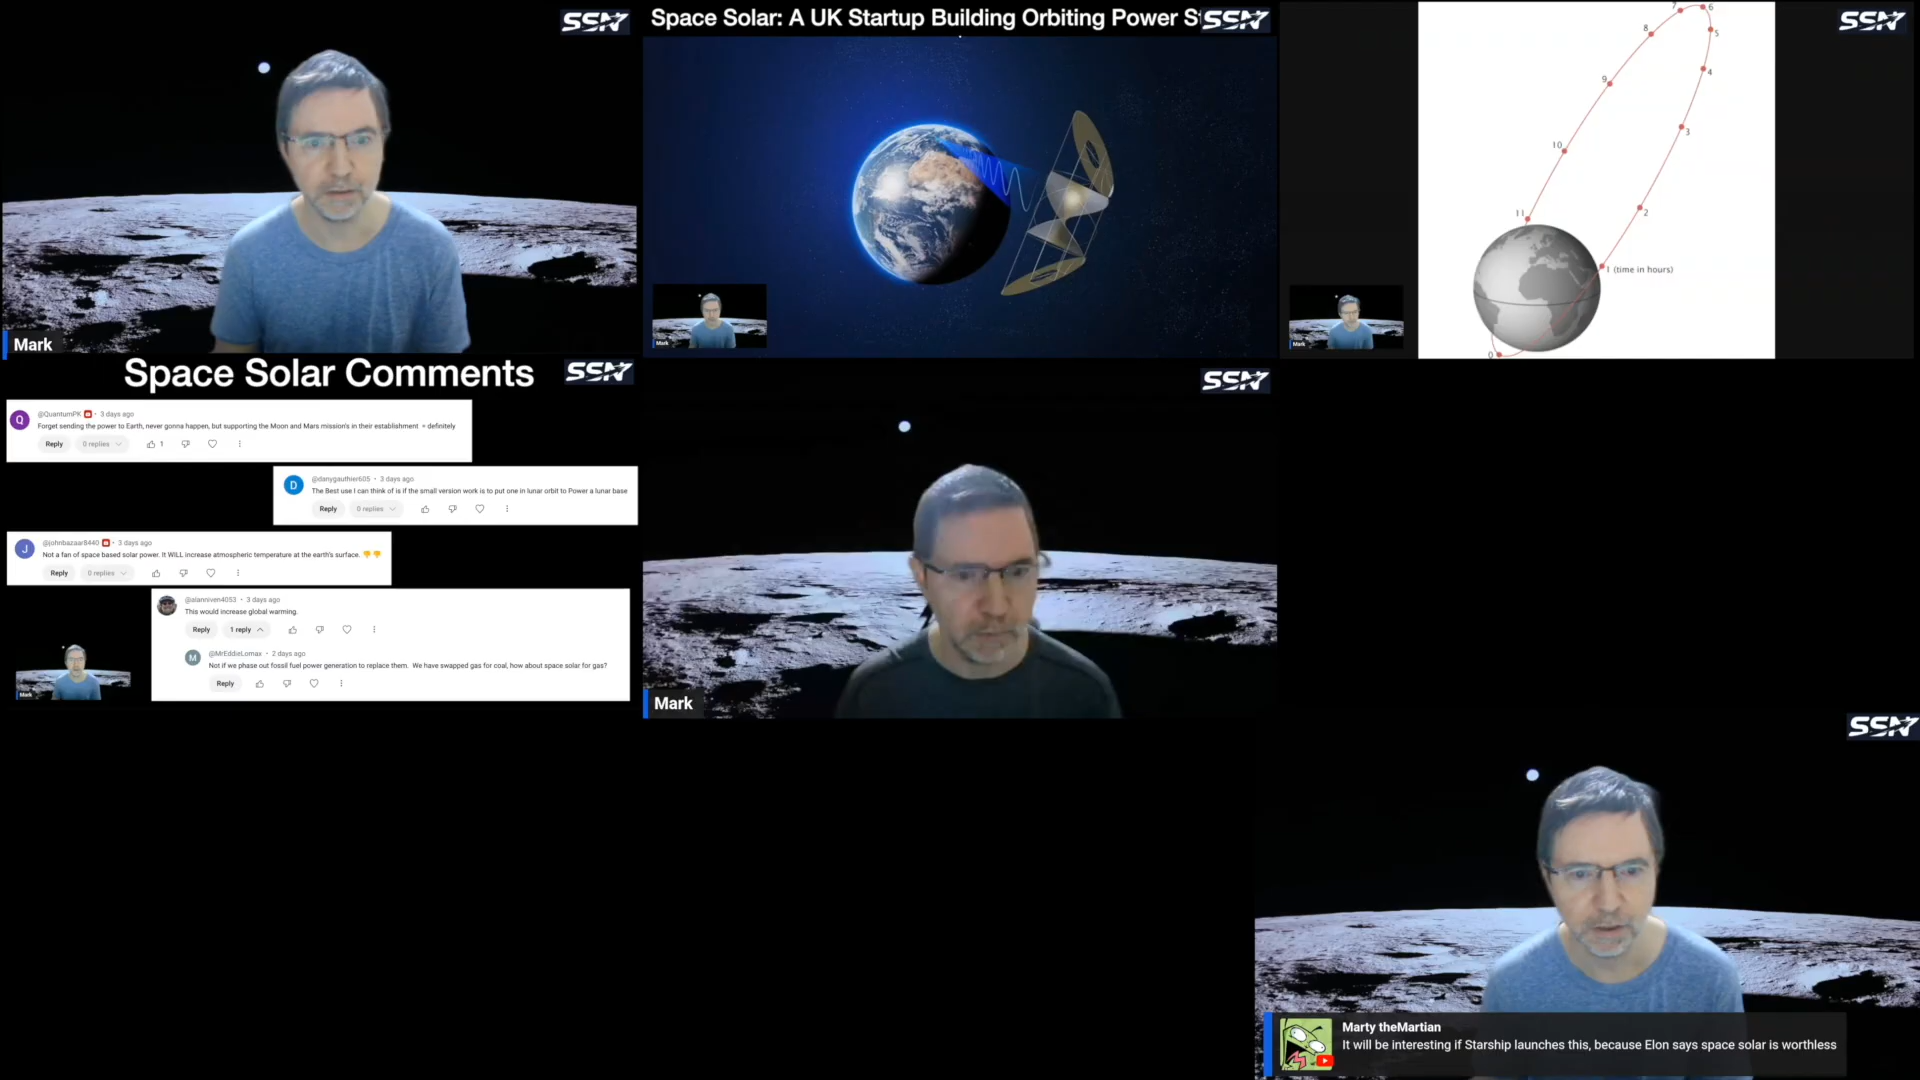 SSN
Mark
Space Solar: A UK Startup Building Orbiting Power S
SSN
Mark
SSN
7
6
8
5
4
9
3
10
2
11
1 (time in hours)
0
Mark
Space Solar Comments
SSN
Q
@QuantumPK • 3 days ago
Forget sending the power to Earth, never gonna happen, but supporting the Moon and Mars mission's in their establishment = definitely
Reply 0 replies 1
D
@danygauthier605 • 3 days ago
The Best use I can think of is if the small version work is to put one in lunar orbit to Power a lunar base
Reply 0 replies
J
@johnbazaar8440 • 3 days ago
Not a fan of space based solar power. It WILL increase atmospheric temperature at the earth's surface. 👎👎
Reply 0 replies
@alanniven4053 • 3 days ago
This would increase global warming.
Reply 1 reply
M
@MrEddieLomax • 2 days ago
Not if we phase out fossil fuel power generation to replace them. We have swapped gas for coal, how about space solar for gas?
Reply
Mark
SSN
Mark
SSN
Marty theMartian
It will be interesting if Starship launches this, because Elon says space solar is worthless